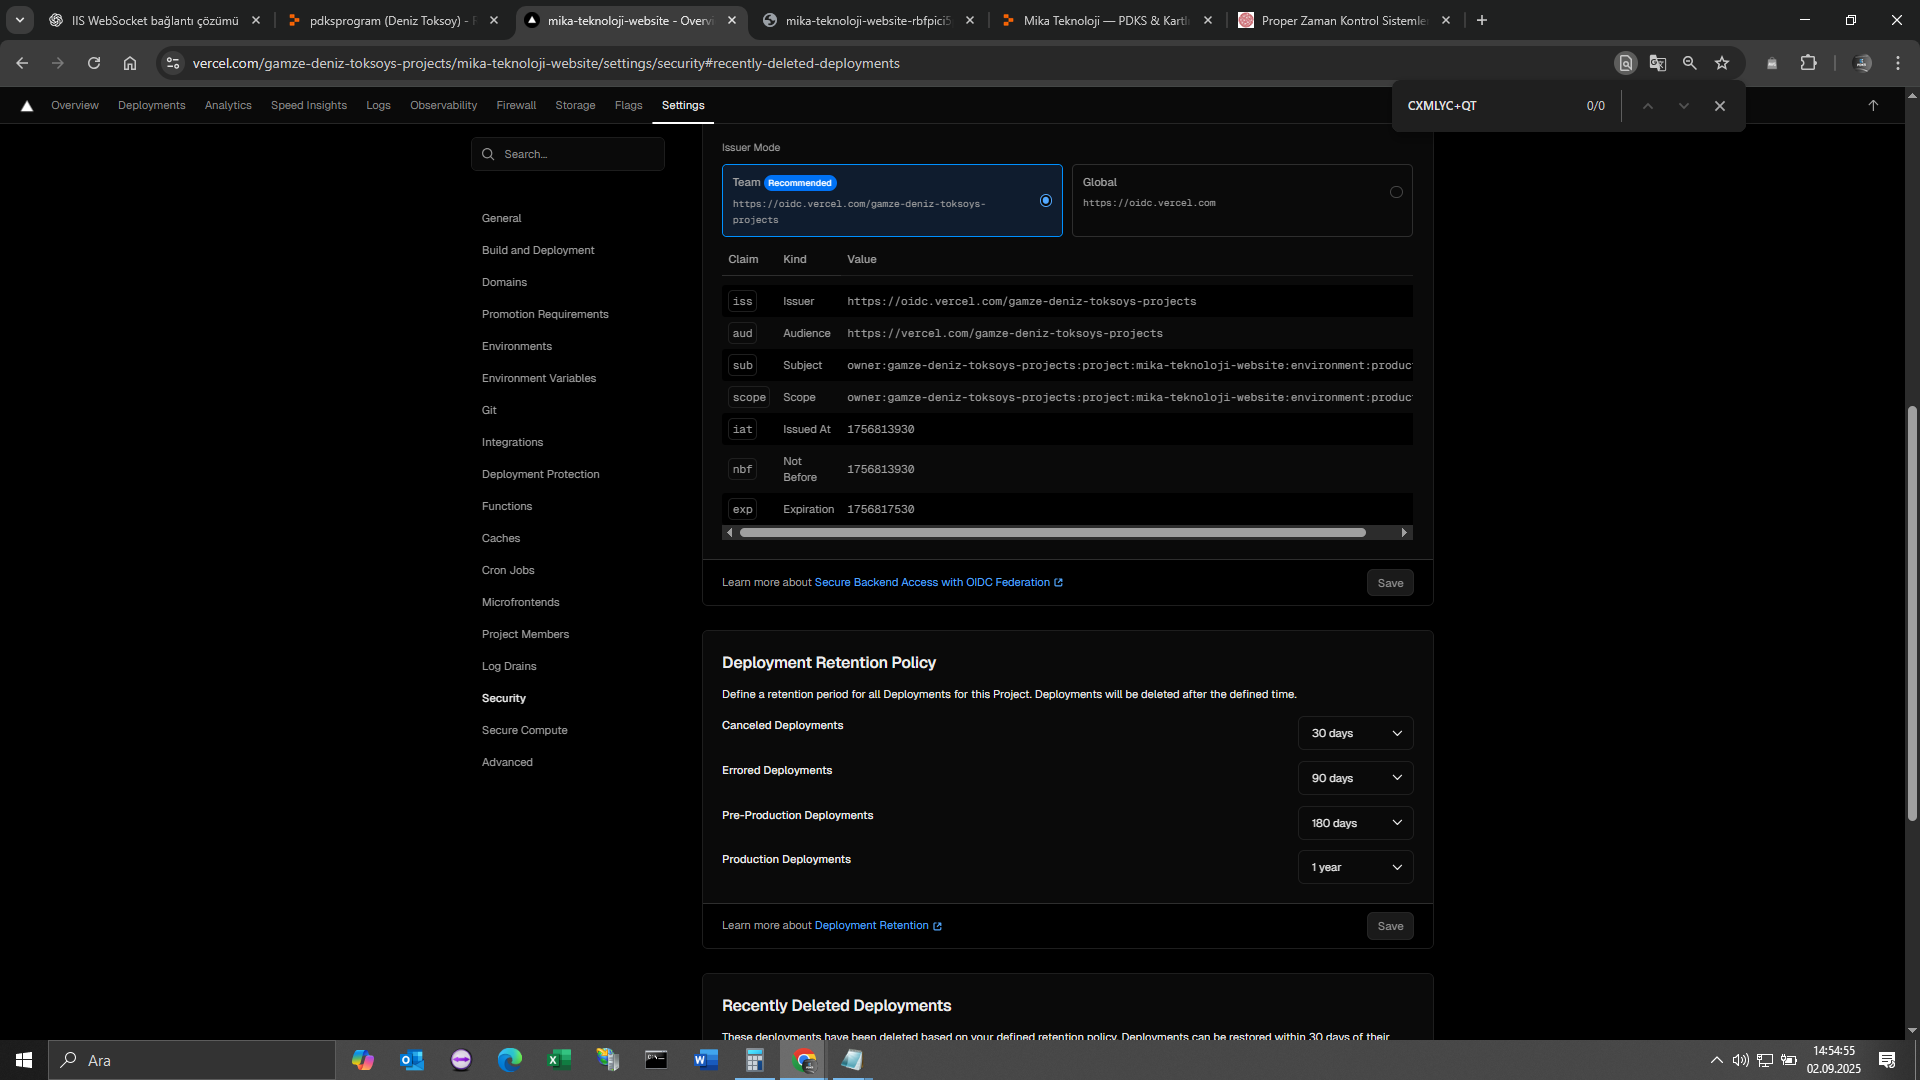 IIS WebSocket bağlantı çözümü
pdksprogram (Deniz Toksoy) -
mika-teknoloji-website - Overvi
mika-teknoloji-website-rbfpici5
Mika Teknoloji — PDKS & Kartl
Proper Zaman Kontrol Sistemle
vercel.com/gamze-deniz-toksoys-projects/mika-teknoloji-website/settings/security#recently-deleted-deployments
Overview Deployments Analytics Speed Insights Logs Observability Firewall Storage Flags Settings
CXMLYC+QT 0/0
Search...
General
Build and Deployment
Domains
Promotion Requirements
Environments
Environment Variables
Git
Integrations
Deployment Protection
Functions
Caches
Cron Jobs
Microfrontends
Project Members
Log Drains
Security
Secure Compute
Advanced
Issuer Mode
Team Recommended
https://oidc.vercel.com/gamze-deniz-toksoys-
projects
Global
https://oidc.vercel.com
Claim Kind Value
iss Issuer https://oidc.vercel.com/gamze-deniz-toksoys-projects
aud Audience https://vercel.com/gamze-deniz-toksoys-projects
sub Subject owner:gamze-deniz-toksoys-projects:project:mika-teknoloji-website:environment:produc
scope Scope owner:gamze-deniz-toksoys-projects:project:mika-teknoloji-website:environment:produc
iat Issued At 1756813930
nbf Not Before 1756813930
exp Expiration 1756817530
Learn more about Secure Backend Access with OIDC Federation
Save
Deployment Retention Policy
Define a retention period for all Deployments for this Project. Deployments will be deleted after the defined time.
Canceled Deployments 30 days
Errored Deployments 90 days
Pre-Production Deployments 180 days
Production Deployments 1 year
Learn more about Deployment Retention
Save
Recently Deleted Deployments
These deployments have been deleted based on your defined retention policy. Deployments can be restored within 30 days of their
Ara
14:54:55
02.09.2025